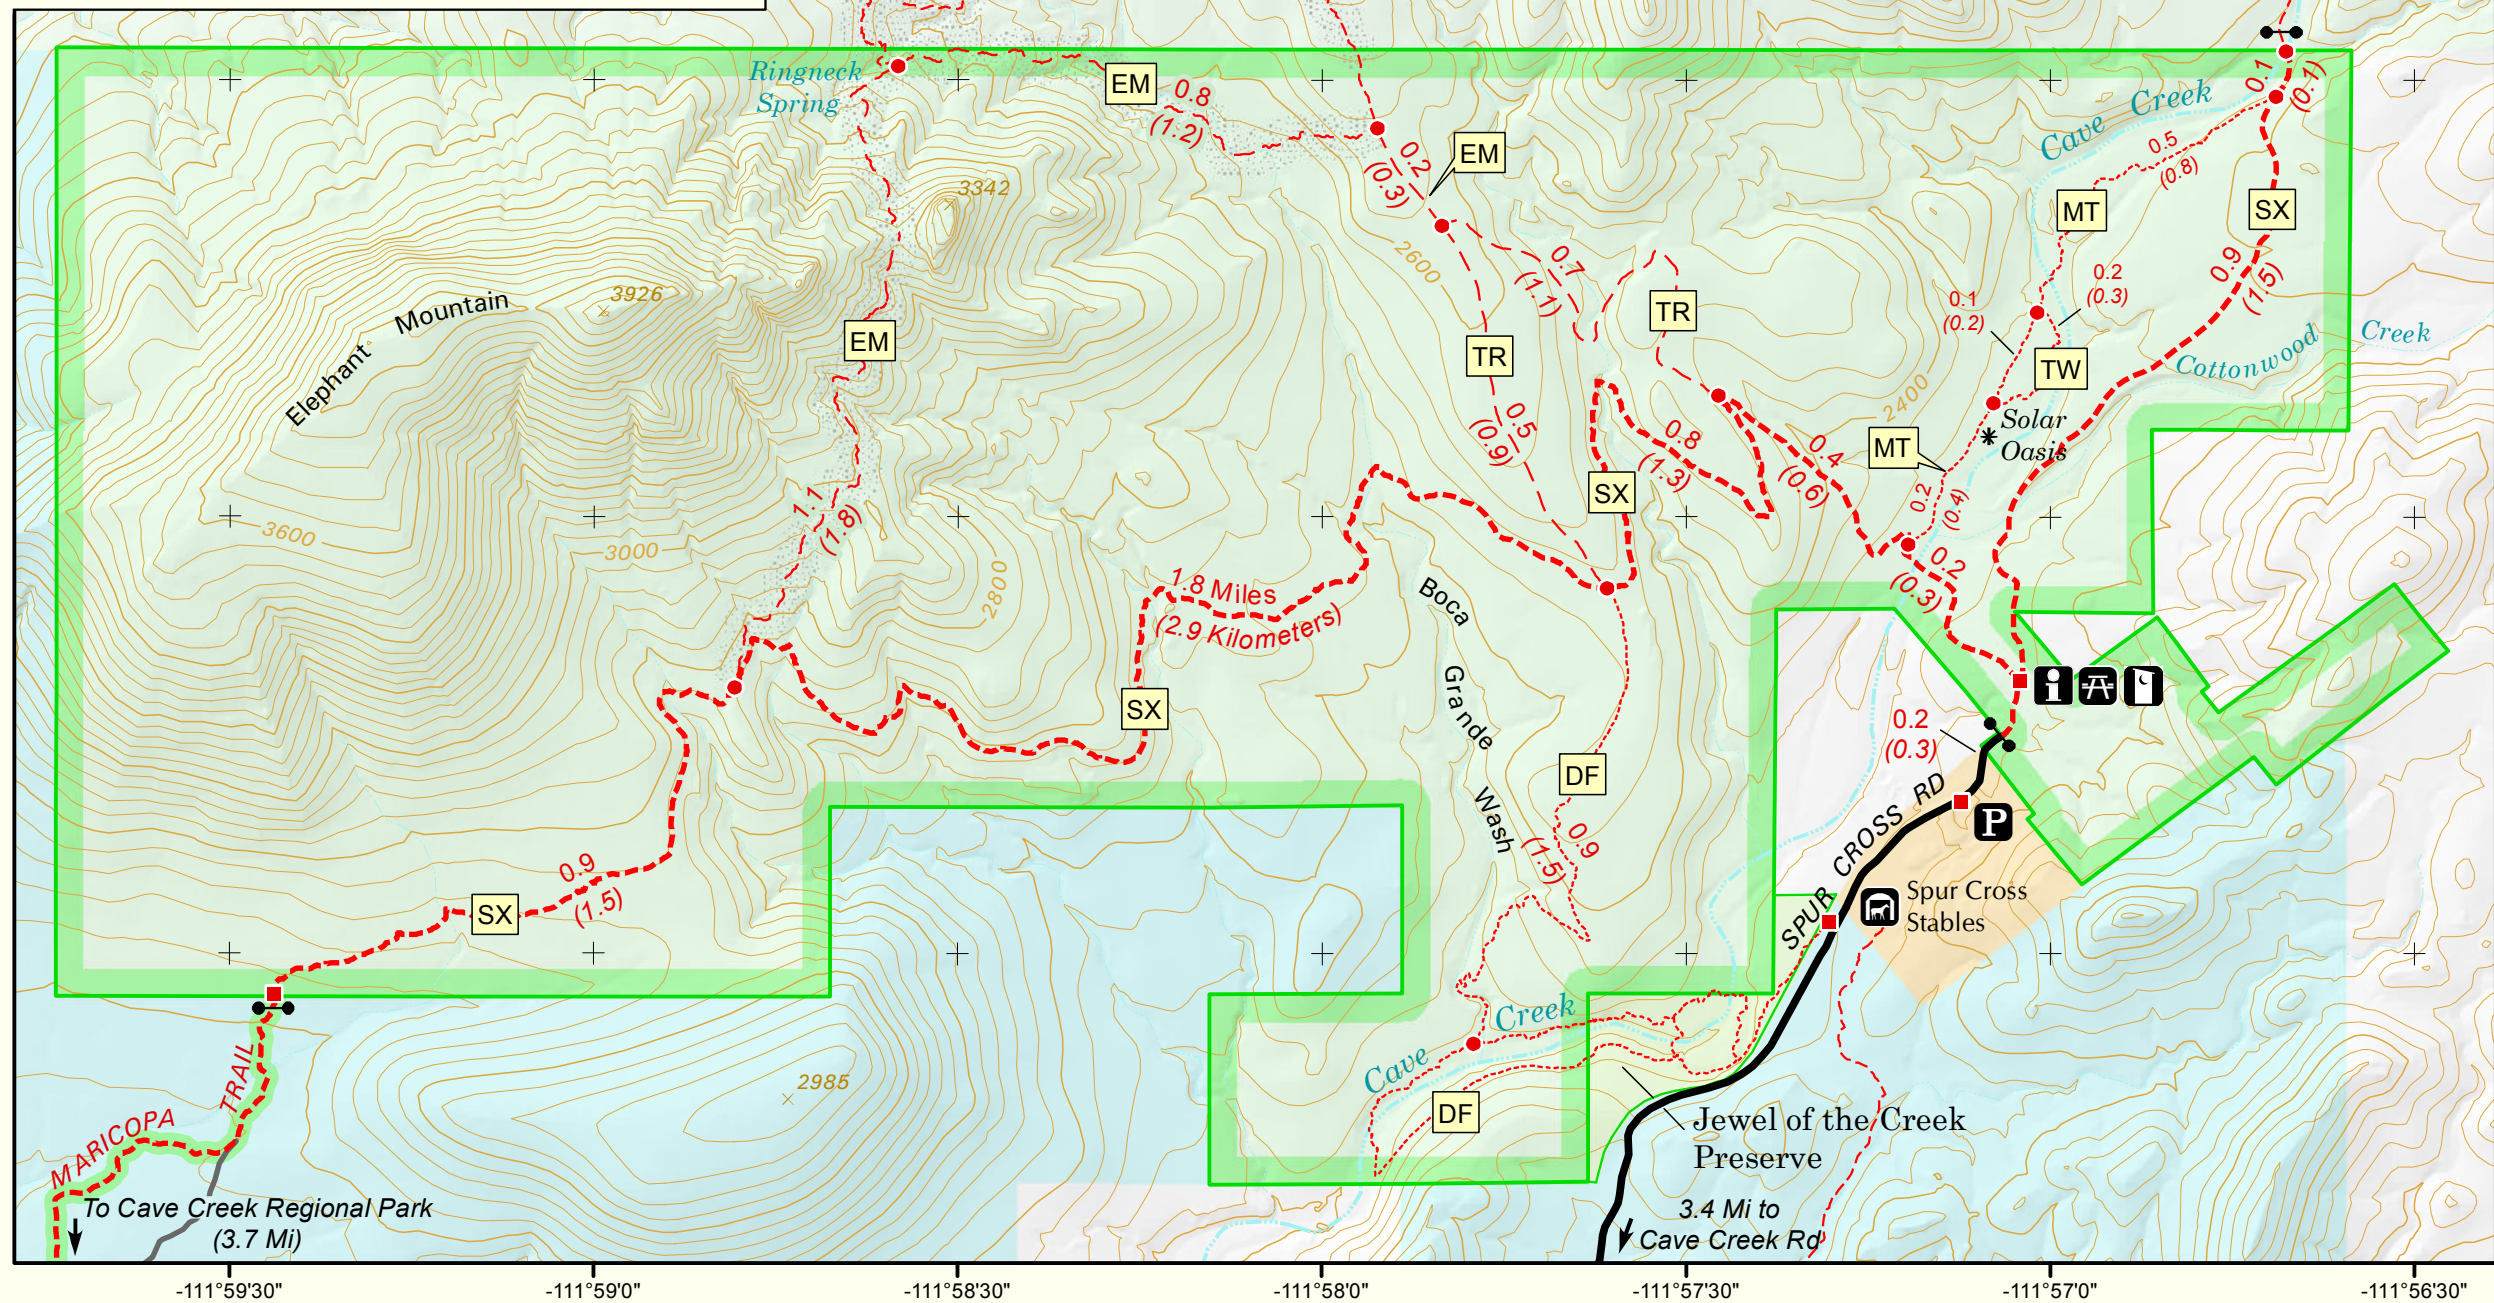 Ringneck
Spring
EM
0.8
(1.2)
0.2
(0.3)
EM
Cave Creek
0.1
(0.1)
0.5
(0.8)
MT
SX
3342
3926
Elephant Mountain
EM
2600
0.7
(1.1)
TR
TR
0.1
(0.2)
0.2
(0.3)
0.9
(1.5)
TW
Cottonwood Creek
2400
Solar
Oasis
MT
0.2
(0.4)
0.5
(0.9)
0.8
(1.3)
0.4
(0.6)
SX
1.1
(1.8)
3600
3000
2800
1.8 Miles
(2.9 Kilometers)
Boca Grande Wash
0.2
(0.3)
SX
0.2
(0.3)
DF
0.9
(1.5)
SPUR CROSS RD
P
Spur Cross
Stables
0.9
(1.5)
SX
Cave Creek
DF
2985
MARICOPA TRAIL
Jewel of the Creek
Preserve
To Cave Creek Regional Park
(3.7 Mi)
3.4 Mi to
Cave Creek Rd
-111°59'30" -111°59'0" -111°58'30" -111°58'0" -111°57'30" -111°57'0" -111°56'30"